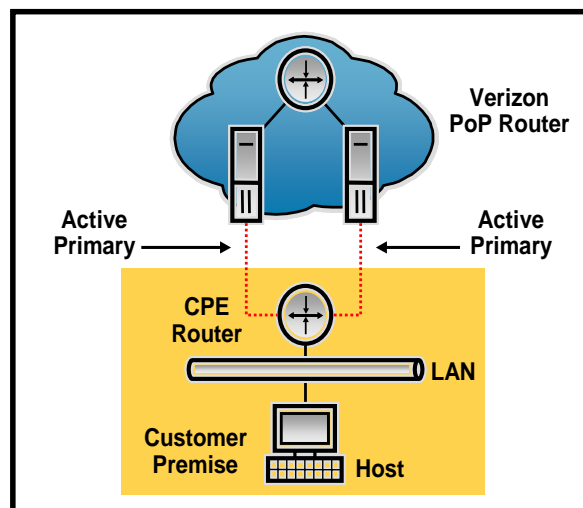 Verizon
PoP Router
Active
Primary
Active
Primary
CPE
Router
LAN
Customer
Premise
Host